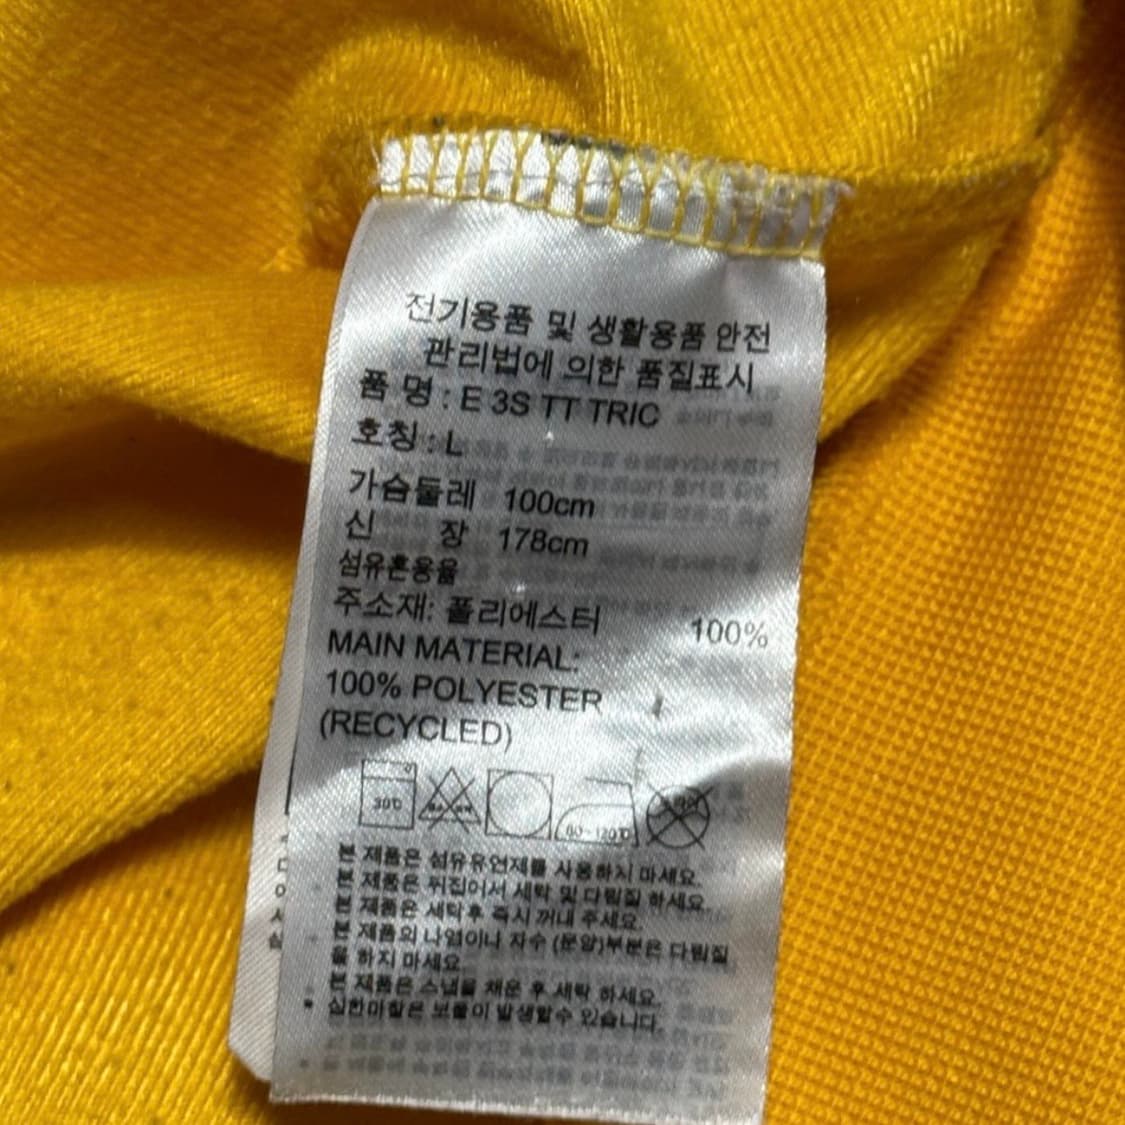 전기용품 및 생활용품 안전
관리법에 의한 품질표시
품 명 : E 3S TT TRIC
호칭 : L
가슴둘레 100cm
신 장 178cm
섬유혼용율
주소재: 폴리에스터 100%
MAIN MATERIAL:
100% POLYESTER
(RECYCLED)
30℃ 80~120℃
본 제품은 섬유유연제를 사용하지 마세요.
본 제품은 뒤집어서 세탁 및 다림질 하세요.
본 제품은 세탁후 즉시 꺼내 주세요.
본 제품의 나염이나 자수 (문양)부분은 다림질
을 하지 마세요.
본 제품은 스냅을 채운 후 세탁 하세요.
심한마찰은 보풀이 발생할수 있습니다.